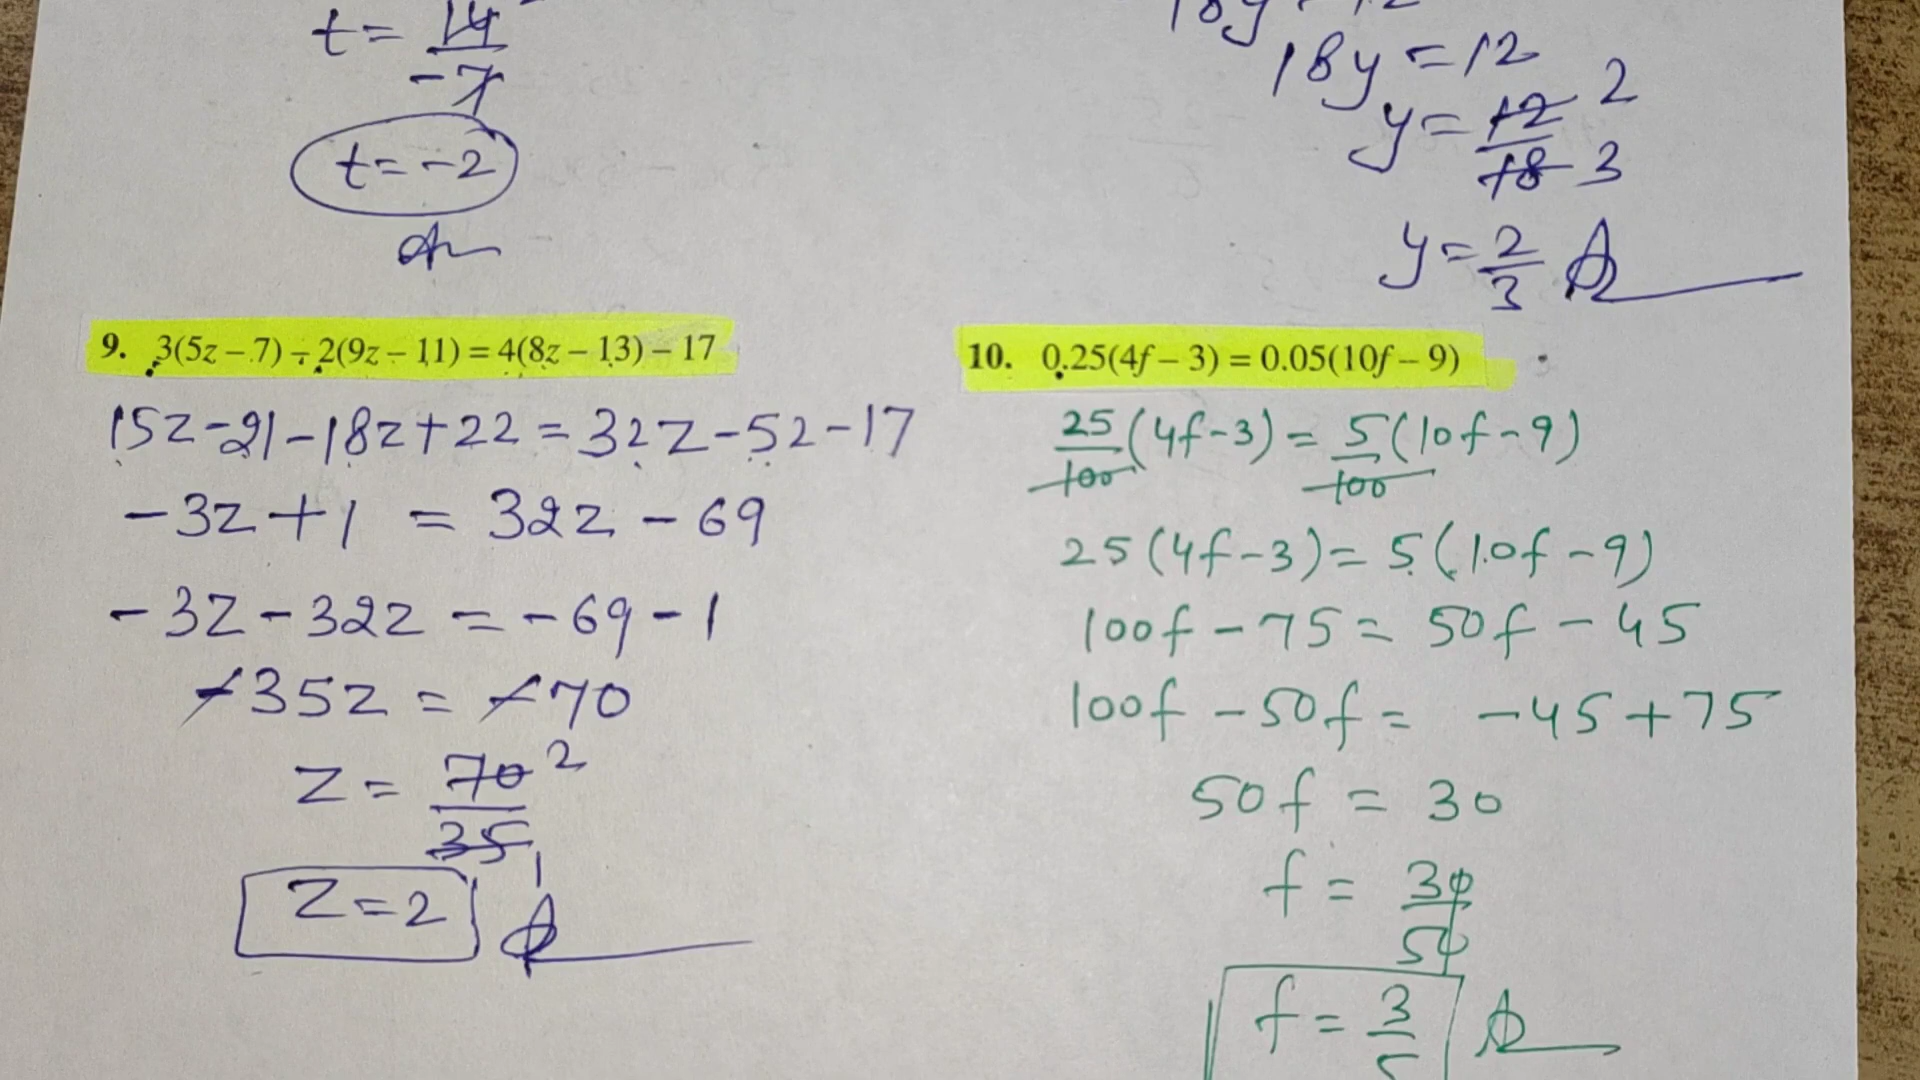 t = 14
-7
t = -2
18y = 12
y = 12 2
18 3
y = 2/3
9. 3(5z – 7) – 2(9z – 11) = 4(8z – 13) – 17
15z-21-18z+22 = 32z-52-17
-3z+1 = 32z-69
-3z-32z = -69-1
-35z = -70
z = 70 2
35 1
z=2
10. 0.25(4f – 3) = 0.05(10f – 9)
25/100 (4f-3) = 5/100 (10f-9)
25(4f-3) = 5(10f-9)
100f-75 = 50f-45
100f-50f = -45+75
50f = 30
f = 30
50
f = 3
5